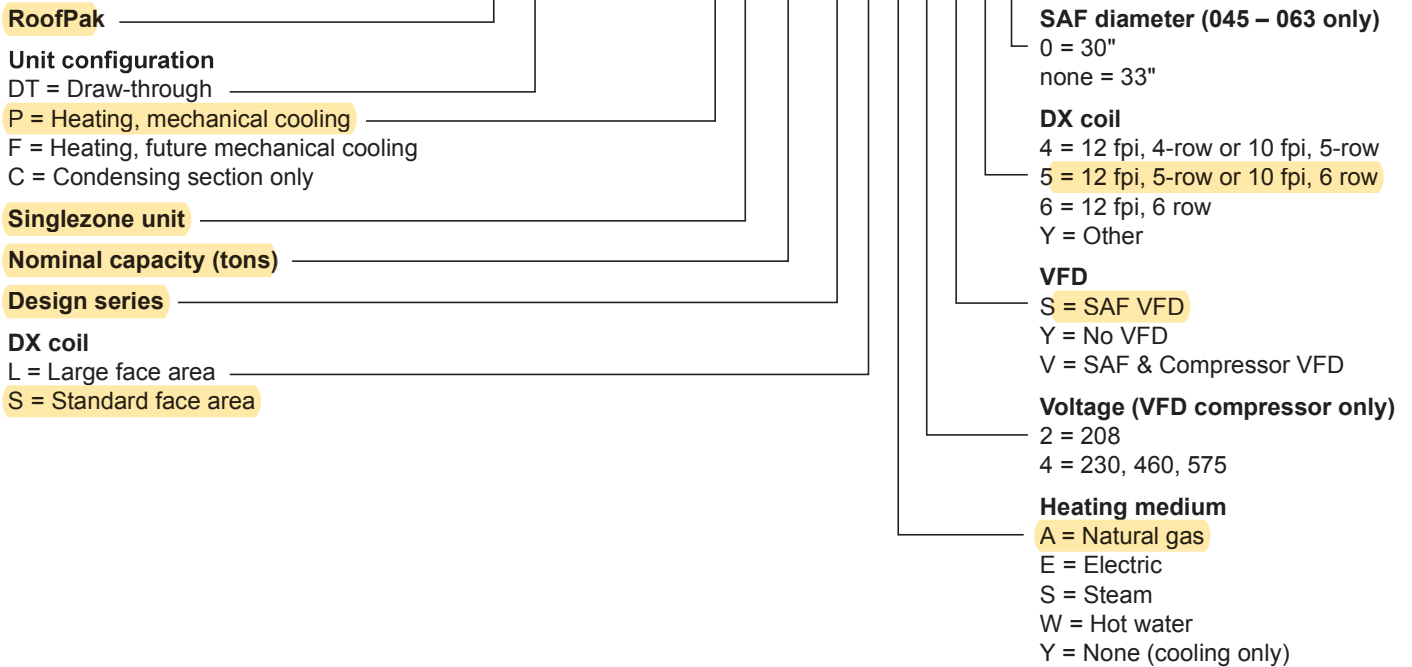 RoofPak
Unit configuration
DT = Draw-through
P = Heating, mechanical cooling
F = Heating, future mechanical cooling
C = Condensing section only
Singlezone unit
Nominal capacity (tons)
Design series
DX coil
L = Large face area
S = Standard face area
SAF diameter (045 – 063 only)
0 = 30"
none = 33"
DX coil
4 = 12 fpi, 4-row or 10 fpi, 5-row
5 = 12 fpi, 5-row or 10 fpi, 6 row
6 = 12 fpi, 6 row
Y = Other
VFD
S = SAF VFD
Y = No VFD
V = SAF & Compressor VFD
Voltage (VFD compressor only)
2 = 208
4 = 230, 460, 575
Heating medium
A = Natural gas
E = Electric
S = Steam
W = Hot water
Y = None (cooling only)